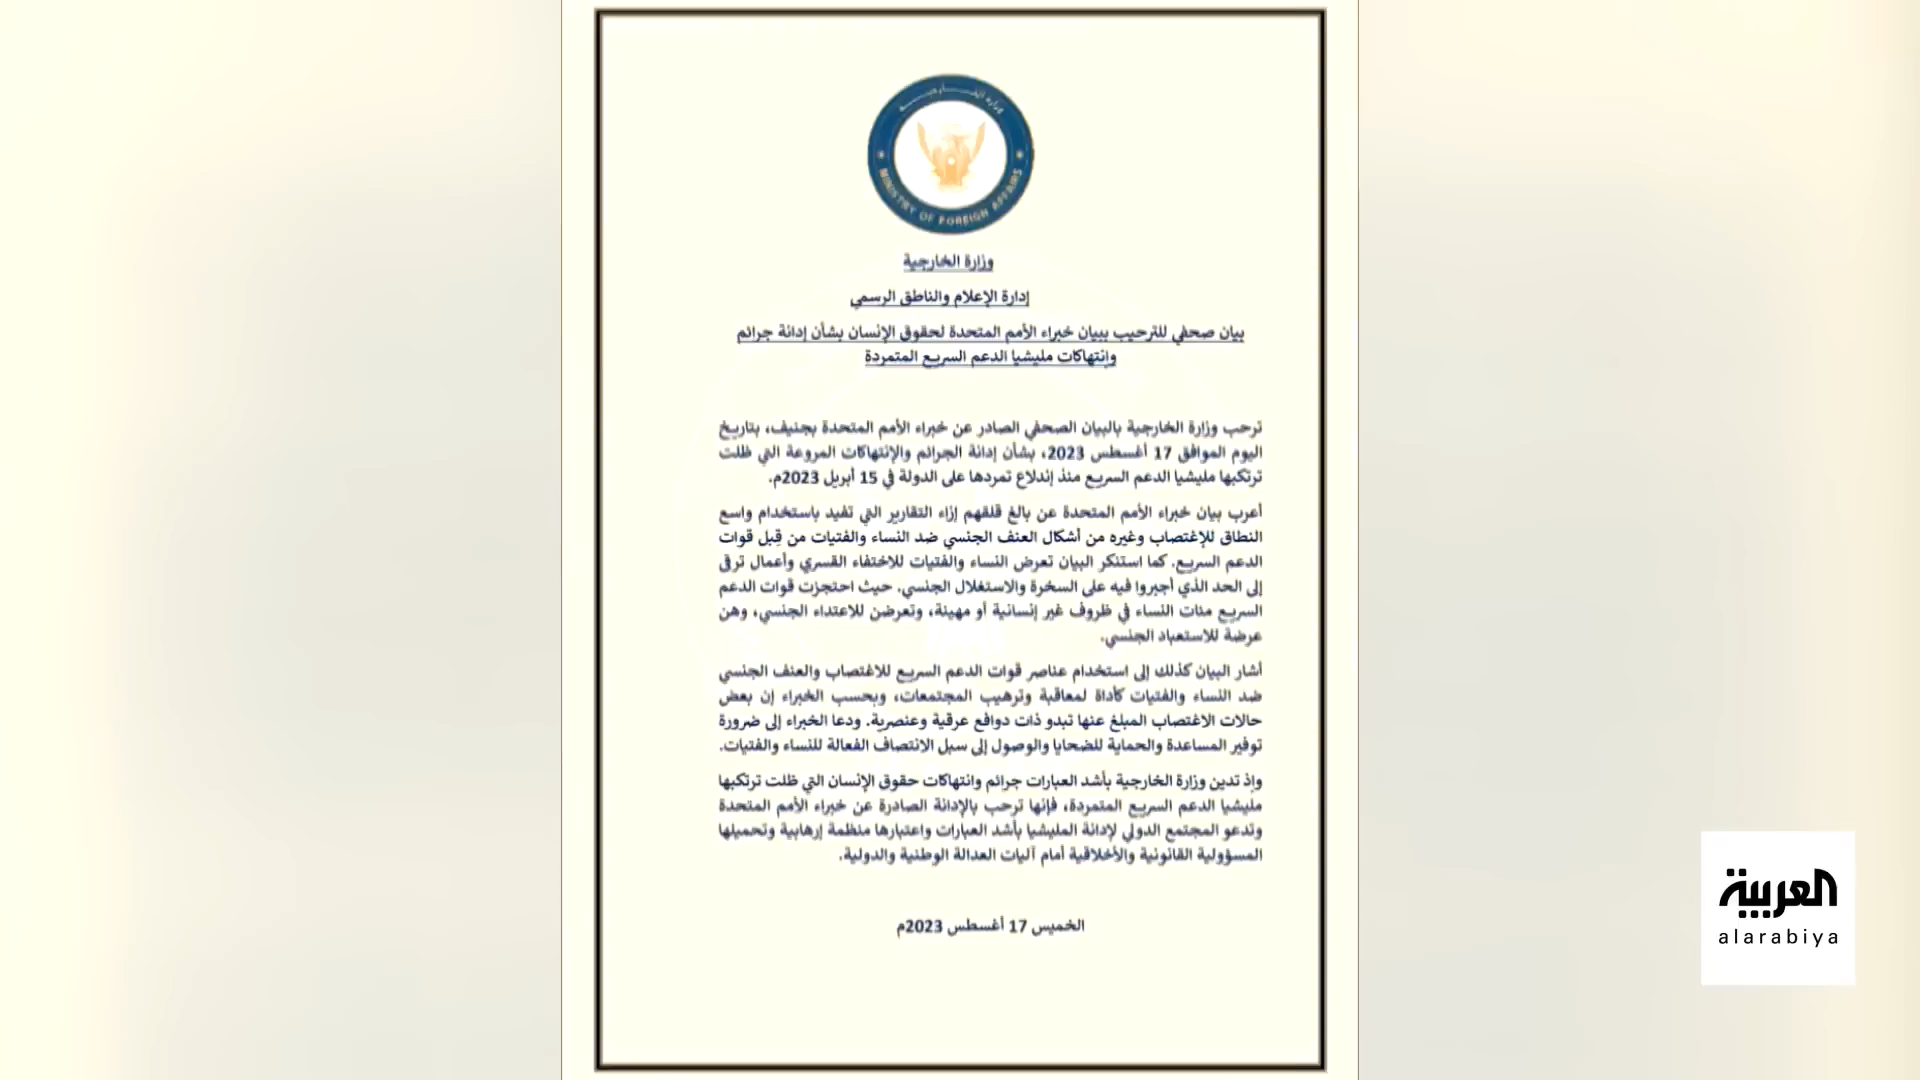 وزارة الخارجية
MINISTRY OF FOREIGN AFFAIRS
وزارة الخارجية
إدارة الإعلام والناطق الرسمي
بيان صحفي للترحيب ببيان خبراء الأمم المتحدة لحقوق الإنسان بشأن إدانة جرائم
وإنتهاكات مليشيا الدعم السريع المتمردة
ترحب وزارة الخارجية بالبيان الصحفي الصادر عن خبراء الأمم المتحدة بجنيف، بتاريخ
اليوم الموافق 17 أغسطس 2023، بشأن إدانة الجرائم والإنتهاكات المروعة التي ظلت
ترتكبها مليشيا الدعم السريع منذ إندلاع تمردها على الدولة في 15 أبريل 2023م.
أعرب بيان خبراء الأمم المتحدة عن بالغ قلقهم إزاء التقارير التي تفيد باستخدام واسع
النطاق للإغتصاب وغيره من أشكال العنف الجنسي ضد النساء والفتيات من قِبل قوات
الدعم السريع. كما استنكر البيان تعرض النساء والفتيات للاختفاء القسري وأعمال ترقى
إلى الحد الذي أجبروا فيه على السخرة والاستغلال الجنسي. حيث احتجزت قوات الدعم
السريع مئات النساء في ظروف غير إنسانية أو مهينة، وتعرضن للاعتداء الجنسي، وهن
عرضة للاستعباد الجنسي.
أشار البيان كذلك إلى استخدام عناصر قوات الدعم السريع للاغتصاب والعنف الجنسي
ضد النساء والفتيات كأداة لمعاقبة وترهيب المجتمعات، وبحسب الخبراء إن بعض
حالات الاغتصاب المبلغ عنها تبدو ذات دوافع عرقية وعنصرية. ودعا الخبراء إلى ضرورة
توفير المساعدة والحماية للضحايا والوصول إلى سبل الانتصاف الفعالة للنساء والفتيات.
وإذ تدين وزارة الخارجية بأشد العبارات جرائم وانتهاكات حقوق الإنسان التي ظلت ترتكبها
مليشيا الدعم السريع المتمردة، فإنها ترحب بالإدانة الصادرة عن خبراء الأمم المتحدة
وتدعو المجتمع الدولي لإدانة المليشيا بأشد العبارات واعتبارها منظمة إرهابية وتحميلها
المسؤولية القانونية والأخلاقية أمام آليات العدالة الوطنية والدولية.
الخميس 17 أغسطس 2023م
العربية
alarabiya